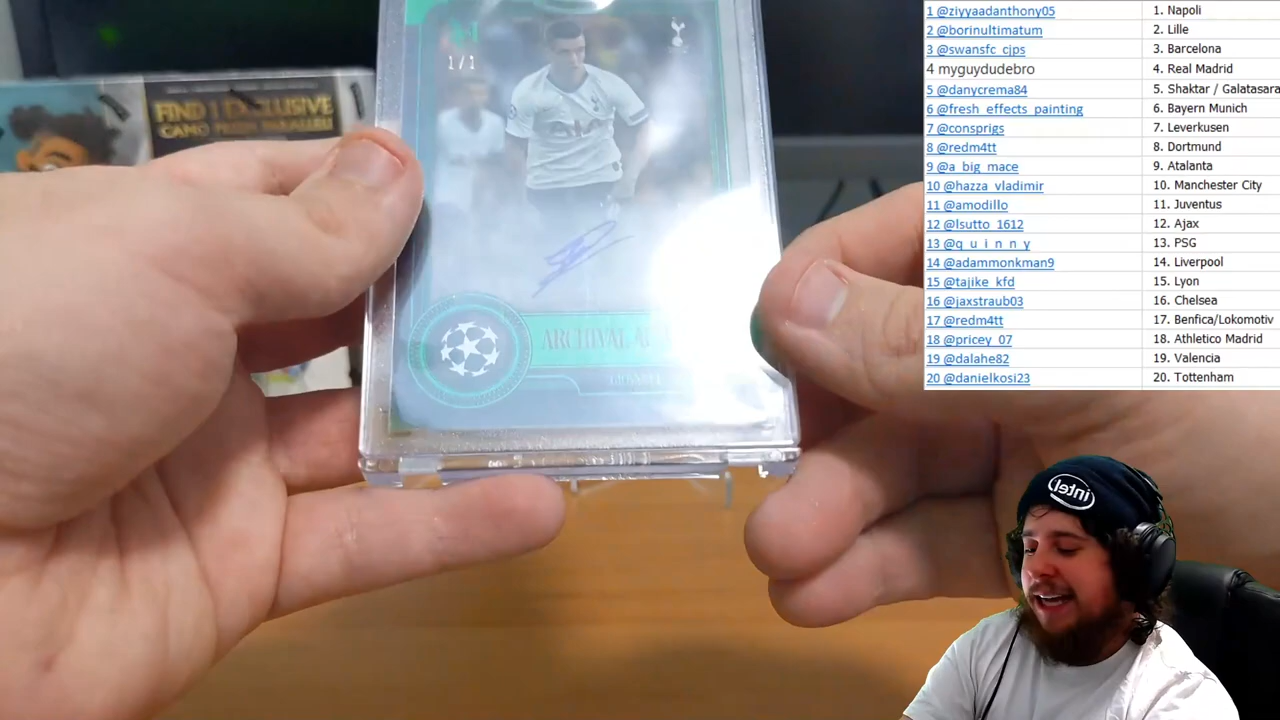 FIND 1 EXCLUSIVE
1/1
AIA
ARCHIVAL
intel
1 @ziyyaadanthony05 1. Napoli
2 @borinultimatum 2. Lille
3 @swansfc_cjps 3. Barcelona
4 myguydudebro 4. Real Madrid
5 @danycrema84 5. Shaktar / Galatasara
6 @fresh_effects_painting 6. Bayern Munich
7 @consprigs 7. Leverkusen
8 @redm4tt 8. Dortmund
9 @a_big_mace 9. Atalanta
10 @hazza_vladimir 10. Manchester City
11 @amodillo 11. Juventus
12 @lsutto_1612 12. Ajax
13 @q_u_i_n_n_y 13. PSG
14 @adammonkman9 14. Liverpool
15 @tajike_kfd 15. Lyon
16 @jaxstraub03 16. Chelsea
17 @redm4tt 17. Benfica/Lokomotiv
18 @pricey_07 18. Athletico Madrid
19 @dalahe82 19. Valencia
20 @danielkosi23 20. Tottenham